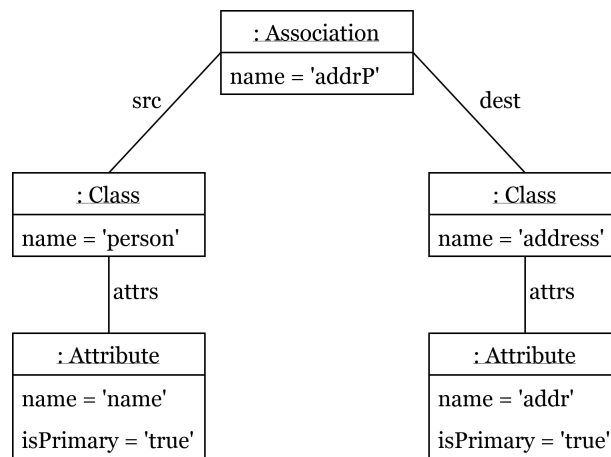 : Association
name = 'addrP'
src
dest
: Class
name = 'person'
: Class
name = 'address'
attrs
attrs
: Attribute
name = 'name'
isPrimary = 'true'
: Attribute
name = 'addr'
isPrimary = 'true'